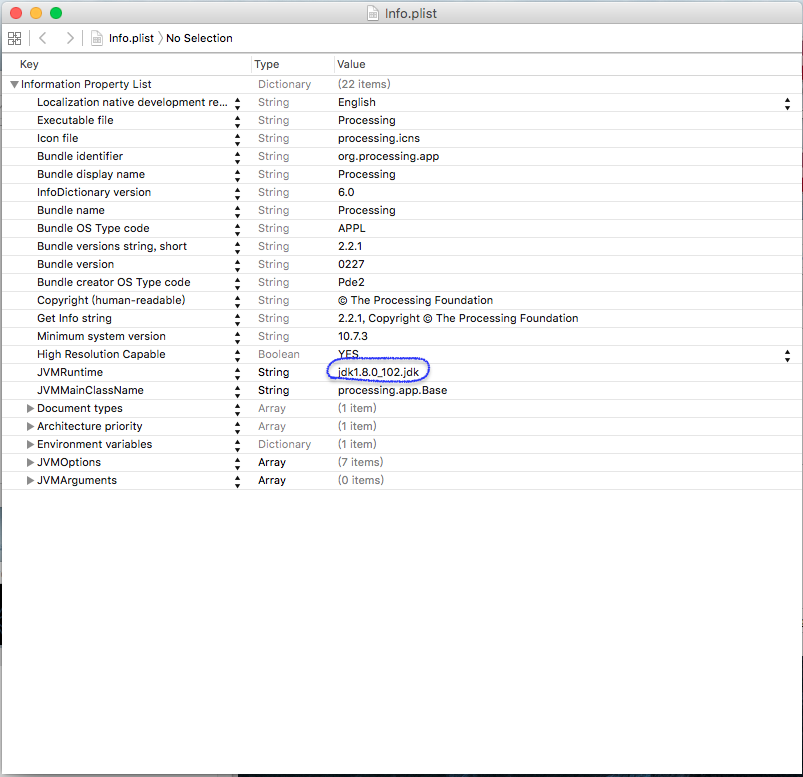 Info.plist
Info.plist No Selection
Key Type Value
Information Property List Dictionary (22 items)
Localization native development re... String English
Executable file String Processing
Icon file String processing.icns
Bundle identifier String org.processing.app
Bundle display name String Processing
InfoDictionary version String 6.0
Bundle name String Processing
Bundle OS Type code String APPL
Bundle versions string, short String 2.2.1
Bundle version String 0227
Bundle creator OS Type code String Pde2
Copyright (human-readable) String © The Processing Foundation
Get Info string String 2.2.1, Copyright © The Processing Foundation
Minimum system version String 10.7.3
High Resolution Capable Boolean YES
JVMRuntime String jdk1.8.0_102.jdk
JVMMainClassName String processing.app.Base
Document types Array (1 item)
Architecture priority Array (1 item)
Environment variables Dictionary (1 item)
JVMOptions Array (7 items)
JVMArguments Array (0 items)